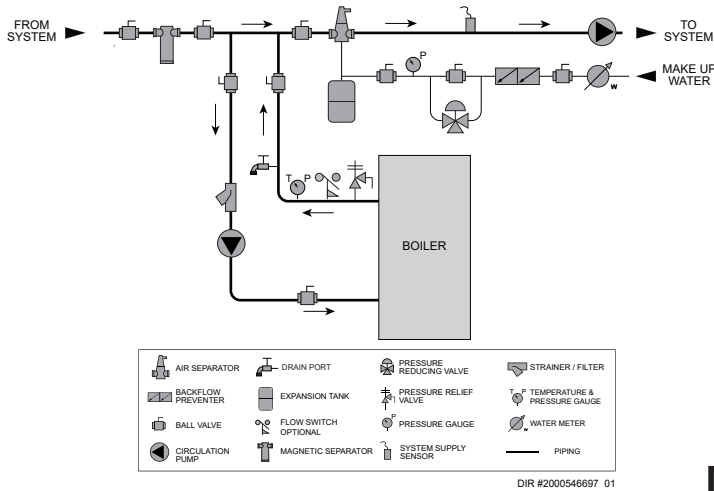 FROM
SYSTEM
TO
SYSTEM
P
MAKE UP
WATER
W
T
P
BOILER
AIR SEPARATOR
DRAIN PORT
PRESSURE
REDUCING VALVE
STRAINER / FILTER
BACKFLOW
PREVENTER
EXPANSION TANK
PRESSURE RELIEF
VALVE
T P
TEMPERATURE &
PRESSURE GAUGE
BALL VALVE
FLOW SWITCH
OPTIONAL
P
PRESSURE GAUGE
W
WATER METER
CIRCULATION
PUMP
MAGNETIC SEPARATOR
SYSTEM SUPPLY
SENSOR
PIPING
DIR #2000546697 01